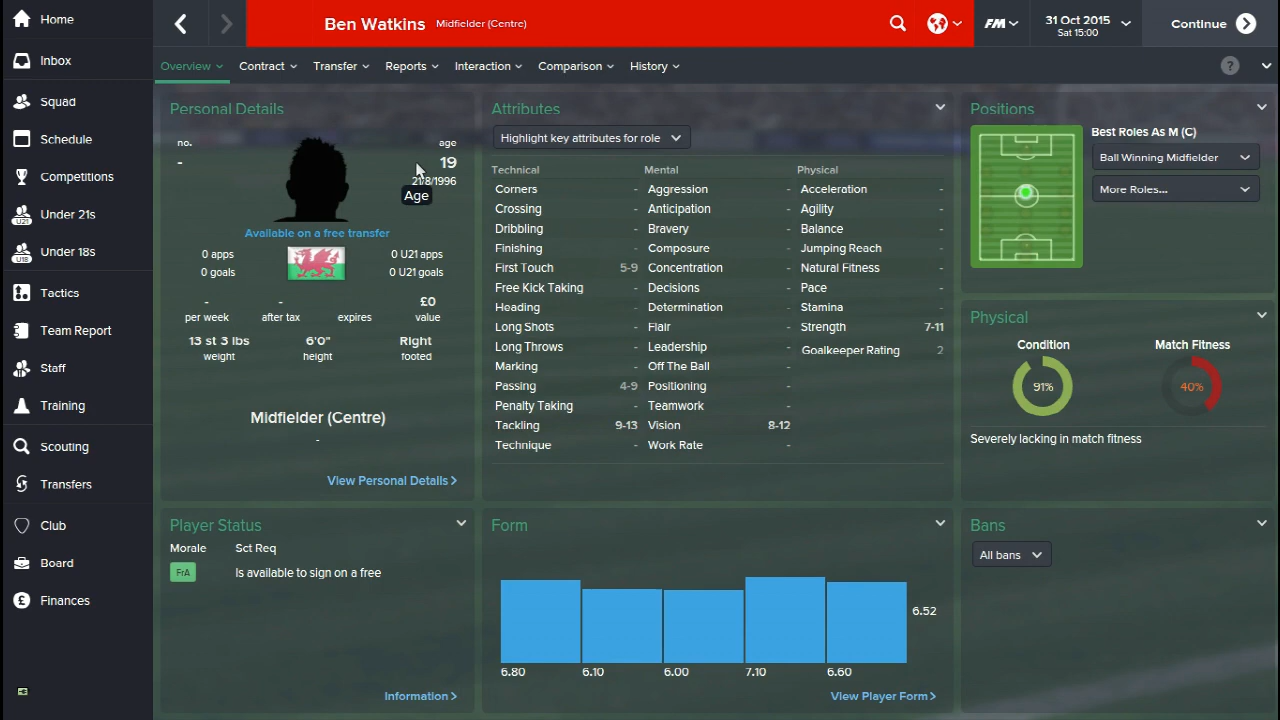 Home
Inbox
Squad
Schedule
Competitions
U21
Under 21s
U18
Under 18s
Tactics
Team Report
Staff
Training
Scouting
Transfers
Club
Board
£ Finances
Ben Watkins Midfielder (Centre)
FM
31 Oct 2015
Sat 15:00
Continue
Overview Contract Transfer Reports Interaction Comparison History
?
Personal Details
no. age
- 19
/1996
Age
Available on a free transfer
0 apps 0 U21 apps
0 goals 0 U21 goals
- - £0
per week after tax expires value
13 st 3 lbs 6'0" Right
weight height footed
Midfielder (Centre)
-
View Personal Details >
Attributes
Highlight key attributes for role
Technical Mental Physical
Corners - Aggression - Acceleration -
Crossing - Anticipation - Agility -
Dribbling - Bravery - Balance -
Finishing - Composure - Jumping Reach -
First Touch 5-9 Concentration - Natural Fitness -
Free Kick Taking - Decisions - Pace -
Heading - Determination - Stamina -
Long Shots - Flair - Strength 7-11
Long Throws - Leadership - Goalkeeper Rating 2
Marking - Off The Ball -
Passing 4-9 Positioning -
Penalty Taking - Teamwork -
Tackling 9-13 Vision 8-12
Technique - Work Rate -
Positions
Best Roles As M (C)
Ball Winning Midfielder
More Roles...
Physical
Condition Match Fitness
91% 40%
Severely lacking in match fitness
Player Status
Morale Sct Req
FrA Is available to sign on a free
Information >
Form
6.52
6.80 6.10 6.00 7.10 6.60
View Player Form >
Bans
All bans